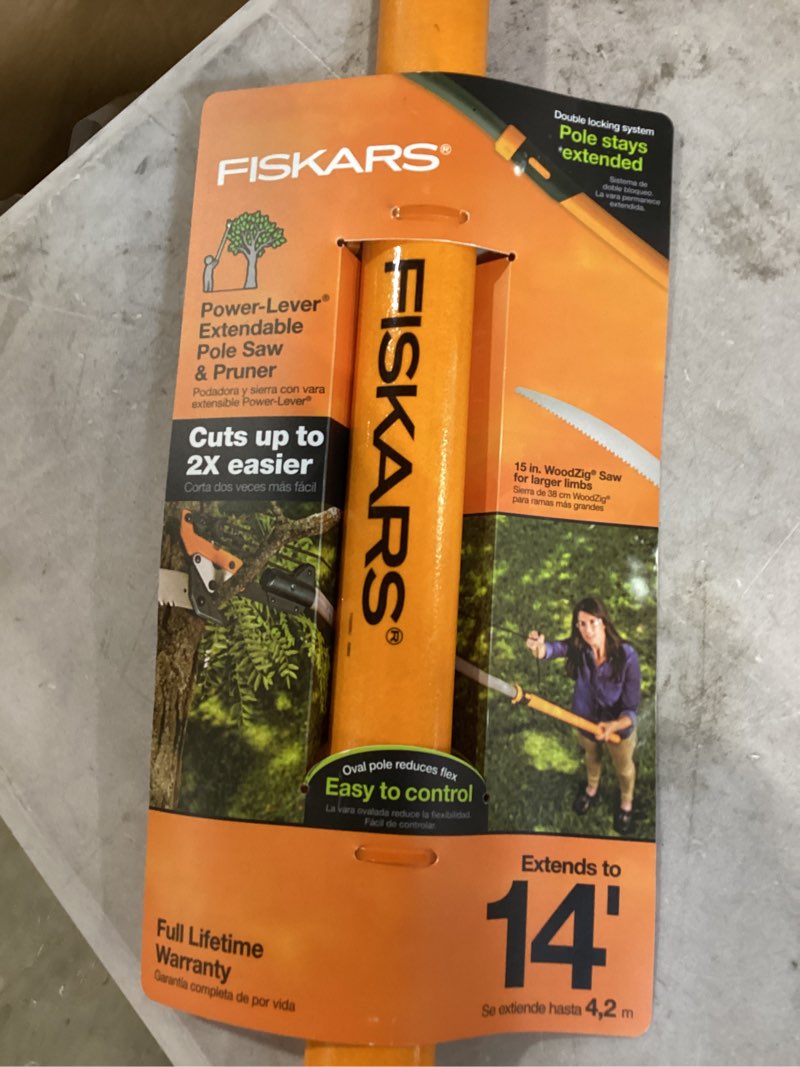 FISKARS®
Double locking system
Pole stays
*extended
Sistema de
doble bloqueo.
La vara permanece
extendida.
Power-Lever®
Extendable
Pole Saw
& Pruner
Podadora y sierra con vara
extensible Power-Lever®
Cuts up to
2X easier
Corta dos veces más fácil
FISKARS®
15 in. WoodZig® Saw
for larger limbs
Sierra de 38 cm WoodZig®
para ramas más grandes
Oval pole reduces flex
Easy to control
La vara ovalada reduce la flexibilidad.
Fácil de controlar.
Full Lifetime
Warranty
Garantía completa de por vida
Extends to
14'
Se extiende hasta 4,2 m